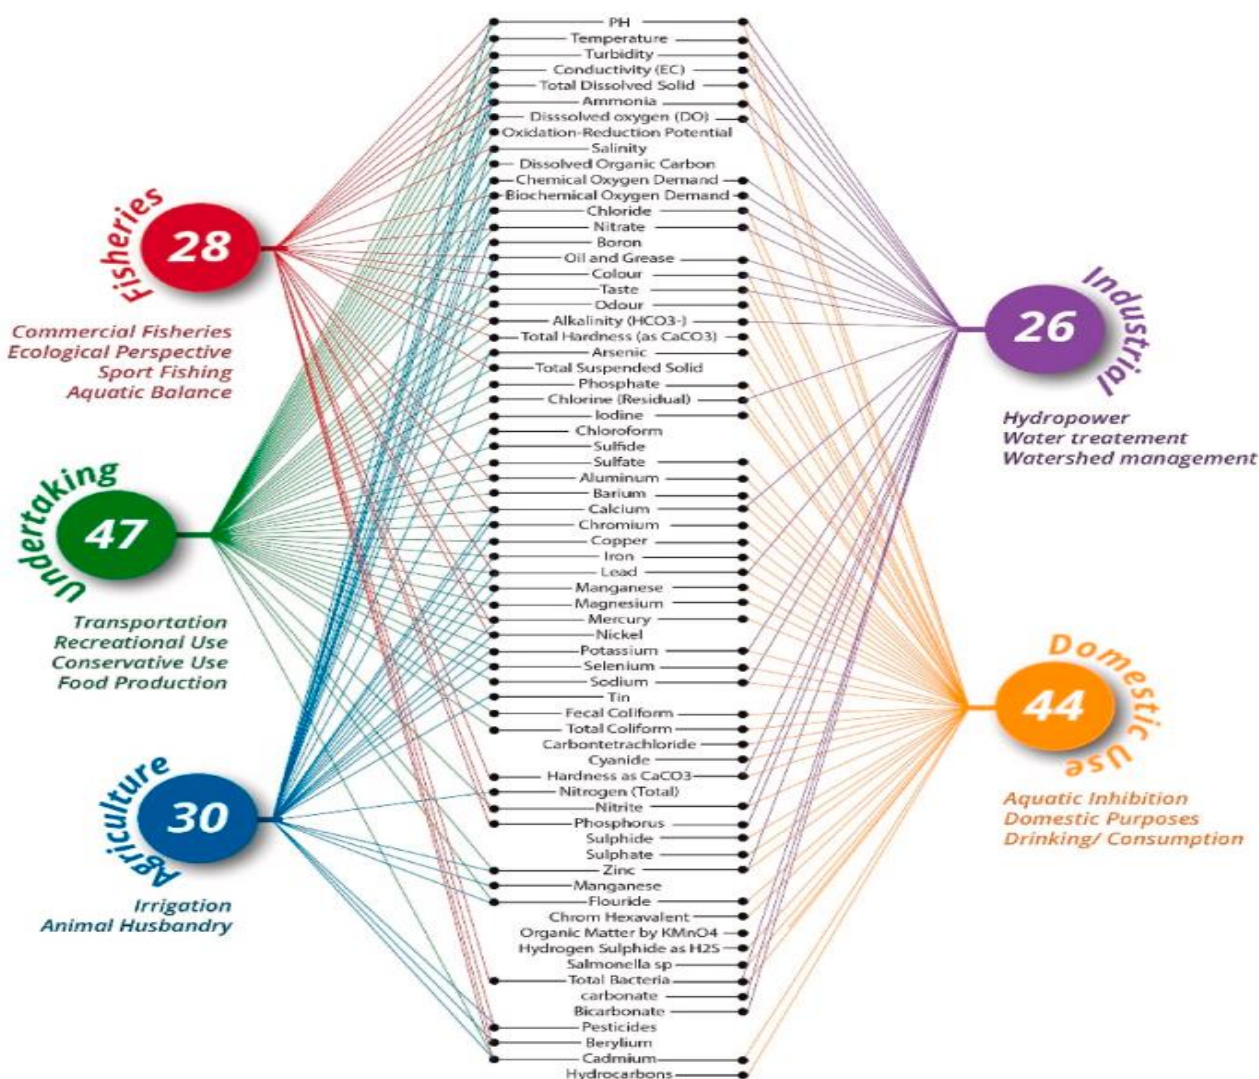 PH
Temperature
Turbidity
Conductivity (EC)
Total Dissolved Solid
Ammonia
Disssolved oxygen (DO)
Oxidation-Reduction Potential
Salinity
Dissolved Organic Carbon
Chemical Oxygen Demand
Biochemical Oxygen Demand
Chloride
Nitrate
Boron
Oil and Grease
Colour
Taste
Odour
Alkalinity (HCO3-)
Total Hardness (as CaCO3)
Arsenic
Total Suspended Solid
Phosphate
Chlorine (Residual)
Iodine
Chloroform
Sulfide
Sulfate
Aluminum
Barium
Calcium
Chromium
Copper
Iron
Lead
Manganese
Magnesium
Mercury
Nickel
Potassium
Selenium
Sodium
Tin
Fecal Coliform
Total Coliform
Carbontetrachloride
Cyanide
Hardness as CaCO3
Nitrogen (Total)
Nitrite
Phosphorus
Sulphide
Sulphate
Zinc
Manganese
Flouride
Chrom Hexavalent
Organic Matter by KMnO4
Hydrogen Sulphide as H2S
Salmonella sp
Total Bacteria
carbonate
Bicarbonate
Pesticides
Berylium
Cadmium
Hydrocarbons
Fisheries
28
Commercial Fisheries
Ecological Perspective
Sport Fishing
Aquatic Balance
Undertaking
47
Transportation
Recreational Use
Conservative Use
Food Production
Agriculture
30
Irrigation
Animal Husbandry
Industrial
26
Hydropower
Water treatement
Watershed management
Domestic Use
44
Aquatic Inhibition
Domestic Purposes
Drinking/ Consumption